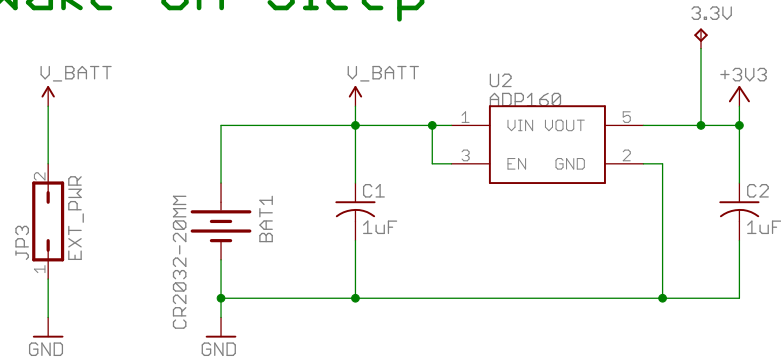 Wake on Sleep
3.3V
V_BATT
V_BATT
U2
ADP160
+3V3
1
VIN
VOUT
5
3
EN
GND
2
2
JP3
EXT_PWR
1
CR2032-20MM
BAT1
C1
1uF
C2
1uF
GND
GND